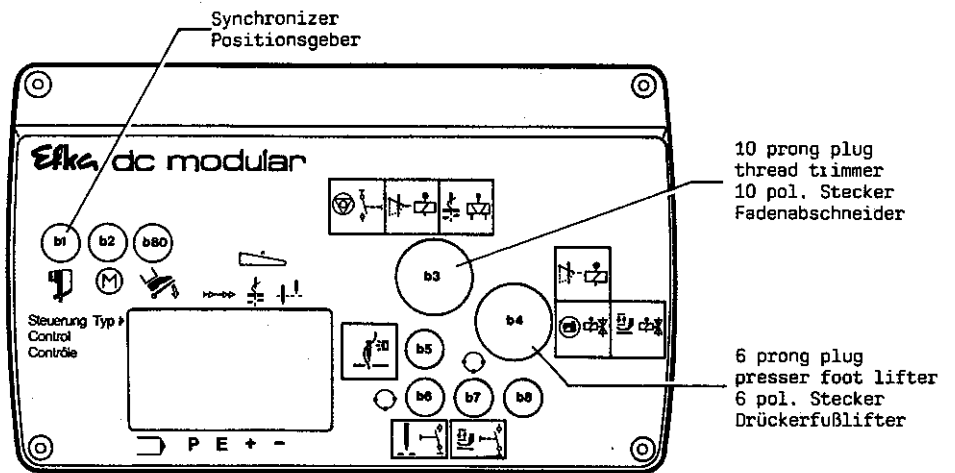 Synchronizer
Positionsgeber
Efka dc modular
10 prong plug
thread trimmer
10 pol. Stecker
Fadenabschneider
b1 b2 b80
b3
M
b4
Steuerung Typ
Control
Contrôle
b5
6 prong plug
presser foot lifter
6 pol. Stecker
Drückerfußlifter
b6 b7 b8
P E + -